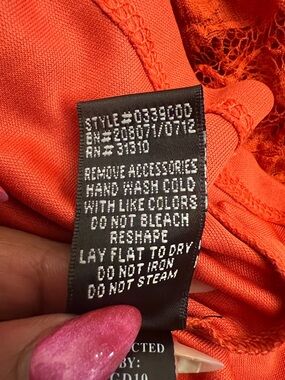 STYLE#0339COD
BN#208071/0712
RN#31310
REMOVE ACCESSORIES
HAND WASH COLD
WITH LIKE COLORS
DO NOT BLEACH
RESHAPE
LAY FLAT TO DRY
DO NOT IRON
DO NOT STEAM
BY: